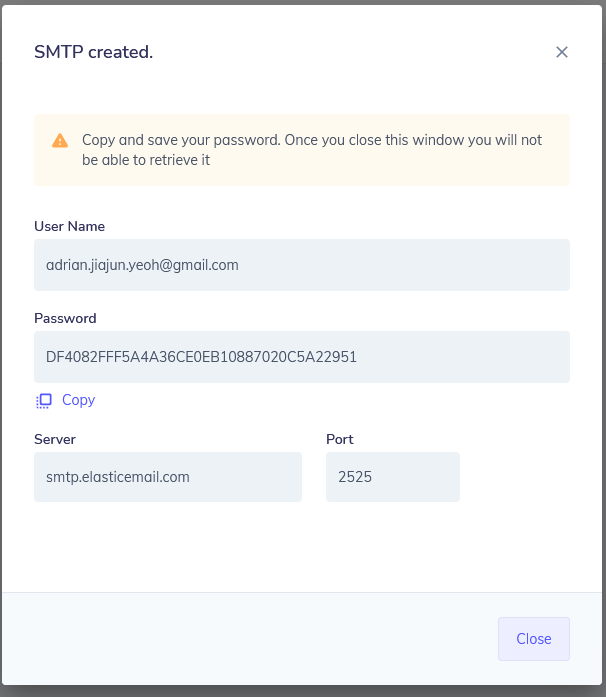 SMTP created.
Copy and save your password. Once you close this window you will not
be able to retrieve it
User Name
adrian.jiajun.yeoh@gmail.com
Password
DF4082FFF5A4A36CE0EB10887020C5A22951
Copy
Server
Port
smtp.elasticemail.com
2525
Close